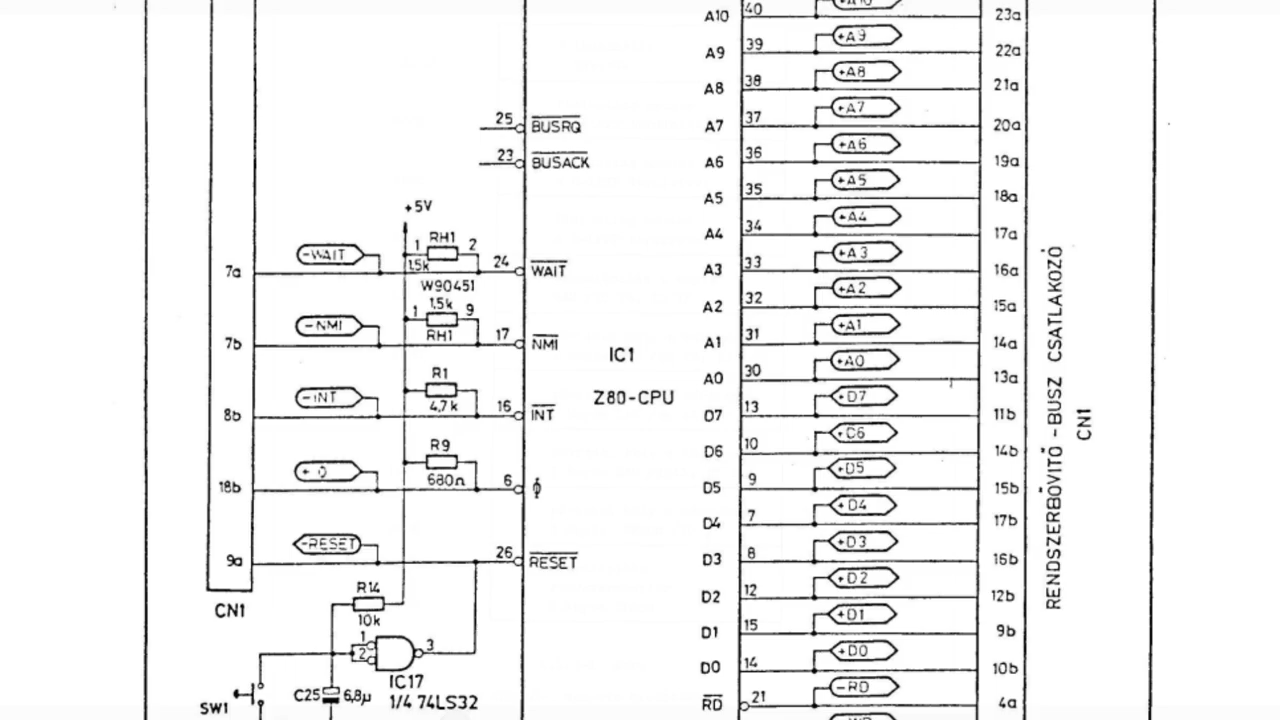 A10 40 +A10 23a
A9 39 +A9 22a
A8 38 +A8 21a
A7 37 +A7 20a
A6 36 +A6 19a
A5 35 +A5 18a
A4 34 +A4 17a
A3 33 +A3 16a
A2 32 +A2 15a
A1 31 +A1 14a
A0 30 +A0 13a
D7 13 +D7 11b
D6 10 +D6 14b
D5 9 +D5 15b
D4 7 +D4 17b
D3 8 +D3 16b
D2 12 +D2 12b
D1 15 +D1 9b
D0 14 +D0 10b
RD 21 -RD 4a
25 BUSRQ
23 BUSACK
+5V
7a -WAIT 1 RH1 2 24 WAIT
1,5k
W90451
1,5k
7b -NMI 1 9 17 NMI
RH1
R1
8b -INT 4,7k 16 INT
R9
18b 680Ω 6 ϕ
9a -RESET 26 RESET
CN1
R14
10k
1
2 3
IC17
1/4 74LS32
C25 6,8µ
SW1
IC1
Z80-CPU
RENDSZERBŐVITŐ-BUSZ CSATLAKOZÓ
CN1